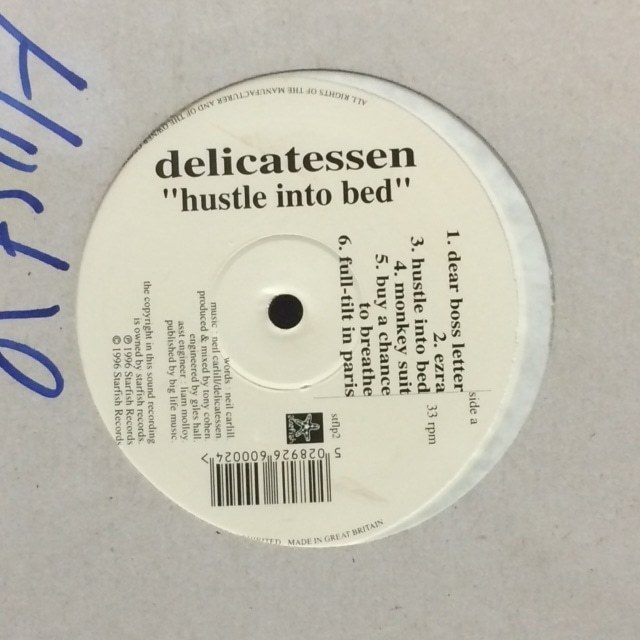 ALL RIGHTS OF THE MANUFACTURER AND OF THE
delicatessen
"hustle into bed"
side a
33 rpm
1. dear boss letter
2. ezra
3. hustle into bed
4. monkey suit
5. buy a chance
to breathe
6. full-tilt in paris
stflp2
5 028926 600024 >
words : neil carlill.
music : neil carlill/delicatessen.
produced & mixed by tony cohen.
engineered by giles hall.
asst engineer : liam molloy.
published by big life music.
the copyright in this sound recording
is owned by starfish records.
℗ 1996 Starfish Records
© 1996 Starfish Records
MADE IN GREAT BRITAIN